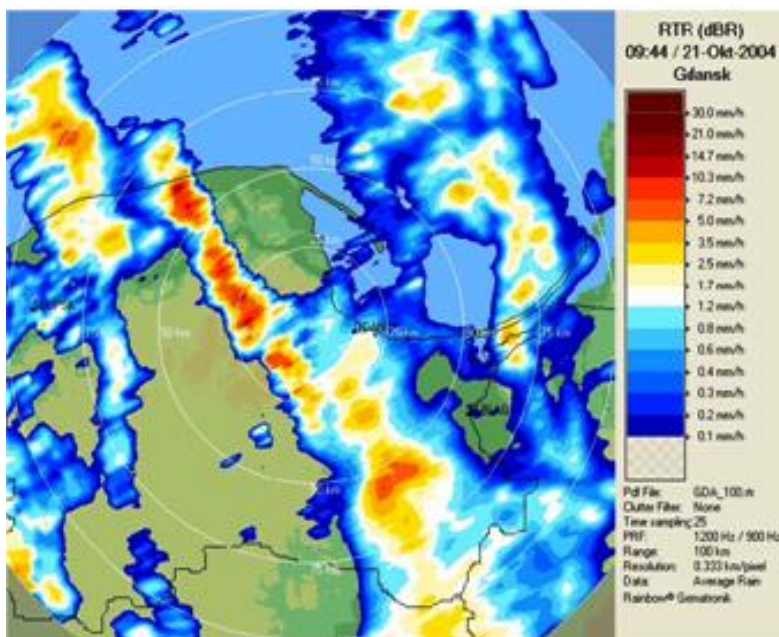 RTR (dBR)
09:44 / 21-Okt-2004
Gdansk
30.0 mm/h
21.0 mm/h
14.7 mm/h
10.3 mm/h
7.2 mm/h
5.0 mm/h
3.5 mm/h
2.5 mm/h
1.7 mm/h
1.2 mm/h
0.8 mm/h
0.6 mm/h
0.4 mm/h
0.3 mm/h
0.2 mm/h
0.1 mm/h
Pdf File: GDA_100.rn
Clutter Filter: None
Time sampling:25
PRF: 1200 Hz / 900 Hz
Range: 100 km
Resolution: 0.333 km/pixel
Data: Average Rain
Rainbow® Gematronik